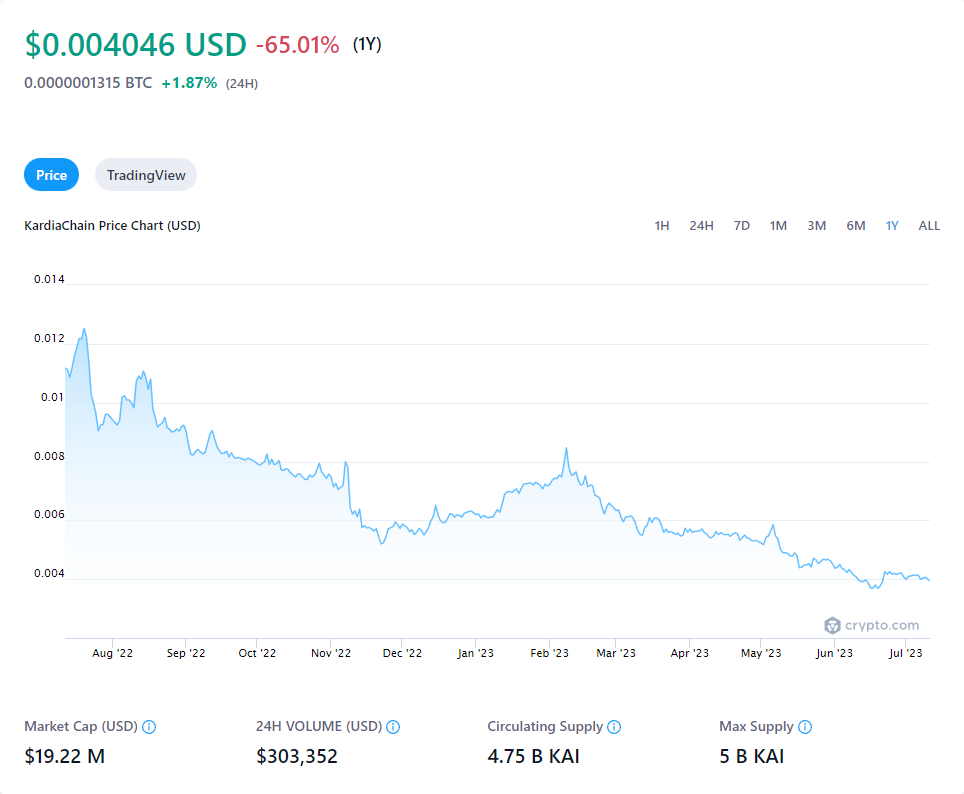 $0.004046 USD -65.01% (1Y)
0.0000001315 BTC +1.87% (24H)
Price TradingView
KardiaChain Price Chart (USD) 1H 24H 7D 1M 3M 6M 1Y ALL
0.014
0.012
0.01
0.008
0.006
0.004
crypto.com
Aug '22 Sep '22 Oct '22 Nov '22 Dec '22 Jan '23 Feb '23 Mar '23 Apr '23 May '23 Jun '23 Jul '23
Market Cap (USD) 24H VOLUME (USD) Circulating Supply Max Supply
$19.22 M $303,352 4.75 B KAI 5 B KAI